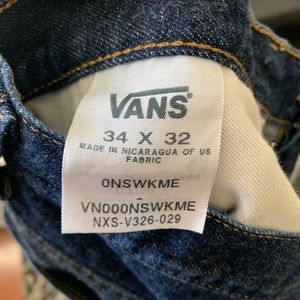 VANS
34 X 32
MADE IN NICARAGUA OF US
FABRIC
0NSWKME
-
VN000NSWKME
NXS-V326-029